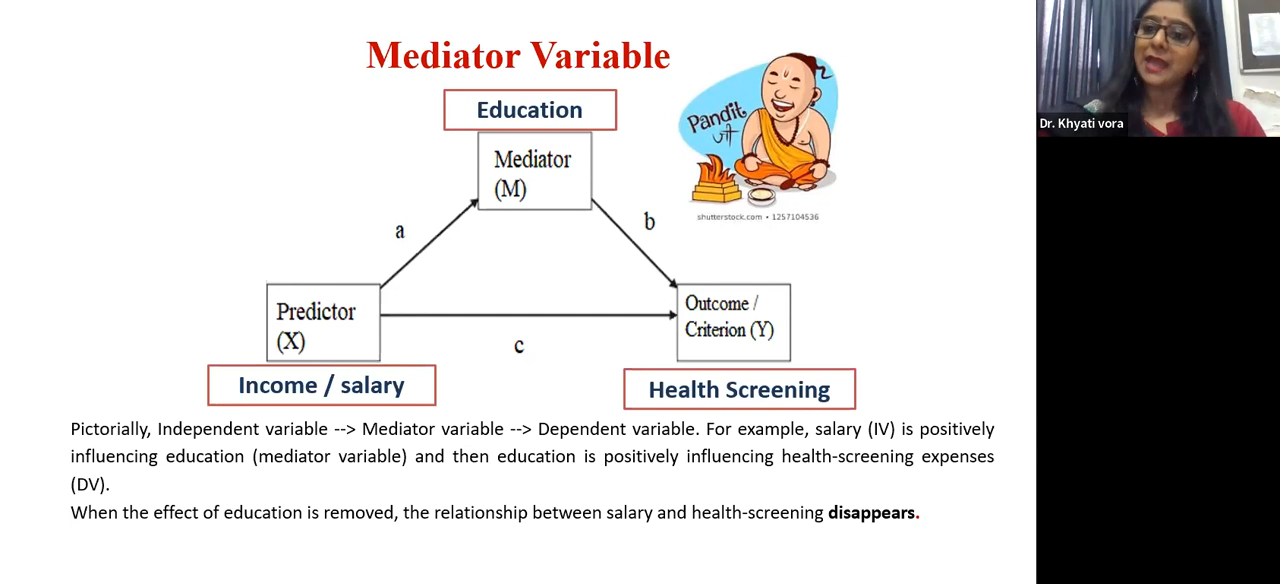 Mediator Variable
Education
Pandit
जी
Mediator
(M)
shutterstock.com • 1257104536
a
b
Predictor
(X)
Outcome /
Criterion (Y)
c
Income / salary
Health Screening
Pictorially, Independent variable --> Mediator variable --> Dependent variable. For example, salary (IV) is positively
influencing education (mediator variable) and then education is positively influencing health-screening expenses
(DV).
When the effect of education is removed, the relationship between salary and health-screening disappears.
Dr. Khyati vora